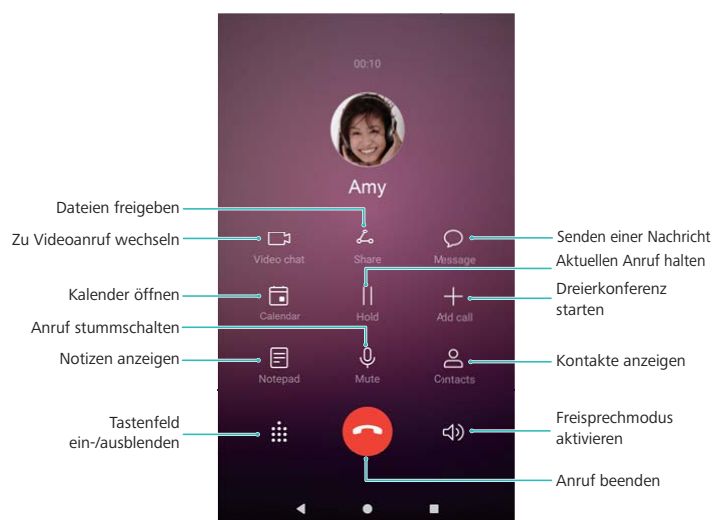 00:10
Amy
Dateien freigeben
Zu Videoanruf wechseln
Senden einer Nachricht
Video chat
Share
Message
Aktuellen Anruf halten
Kalender öffnen
Dreierkonferenz
starten
Calendar
Hold
Add call
Anruf stummschalten
Notizen anzeigen
Kontakte anzeigen
Notepad
Mute
Contacts
Tastenfeld
ein-/ausblenden
Freisprechmodus
aktivieren
Anruf beenden